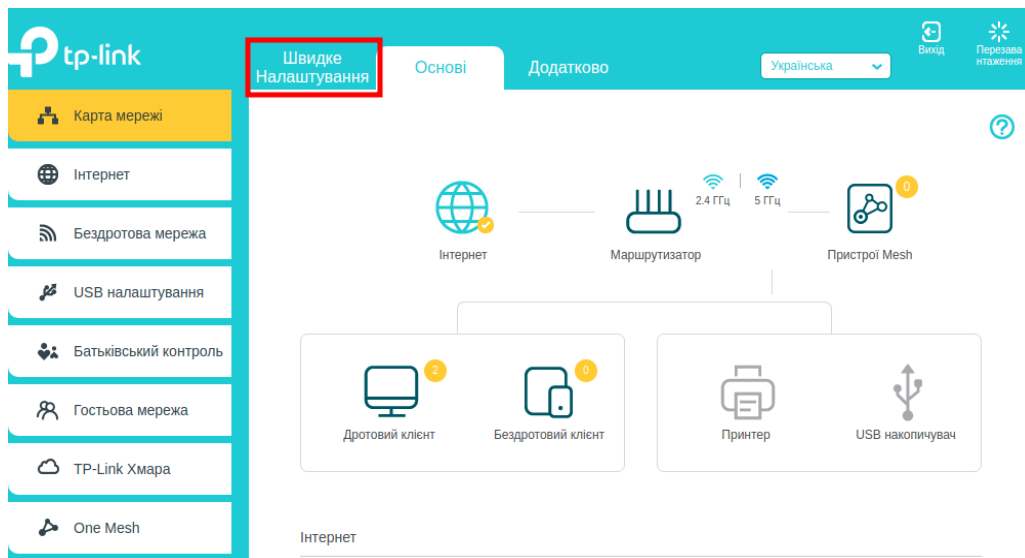 tp-link
Швидке
Налаштування
Основі
Додатково
Українська
Вихід
Перезава
нтаження
Карта мережі
Інтернет
Бездротова мережа
USB налаштування
Батьківський контроль
Гостьова мережа
TP-Link Хмара
One Mesh
?
2.4 ГГц
5 ГГц
0
Інтернет
Маршрутизатор
Пристрої Mesh
2
0
Дротовий клієнт
Бездротовий клієнт
Принтер
USB накопичувач
Інтернет